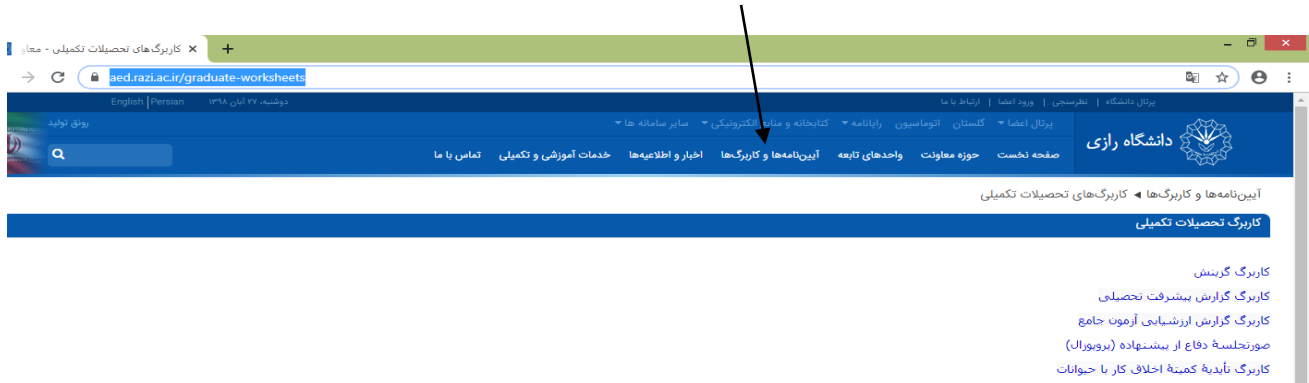 کاربرگ‌های تحصیلات تکمیلی - معاو
aed.razi.ac.ir/graduate-worksheets
پرتال دانشگاه | نظرسنجی | ورود اعضا | ارتباط با ما
دوشنبه، ۲۷ آبان ۱۳۹۸
English | Persian
پرتال اعضا گلستان اتوماسیون رایانامه کتابخانه و منابع الکترونیکی سایر سامانه ها
رونق تولید
دانشگاه رازی
صفحه نخست حوزه معاونت واحدهای تابعه آیین‌نامه‌ها و کاربرگ‌ها اخبار و اطلاعیه‌ها خدمات آموزشی و تکمیلی تماس با ما
آیین‌نامه‌ها و کاربرگ‌ها ◄ کاربرگ‌های تحصیلات تکمیلی
کاربرگ تحصیلات تکمیلی
کاربرگ گزینش
کاربرگ گزارش پیشرفت تحصیلی
کاربرگ گزارش ارزشیابی آزمون جامع
صورتجلسهٔ دفاع از پیشنهاده (پروپورال)
کاربرگ تأیدیهٔ کمیتهٔ اخلاق کار با حیوانات